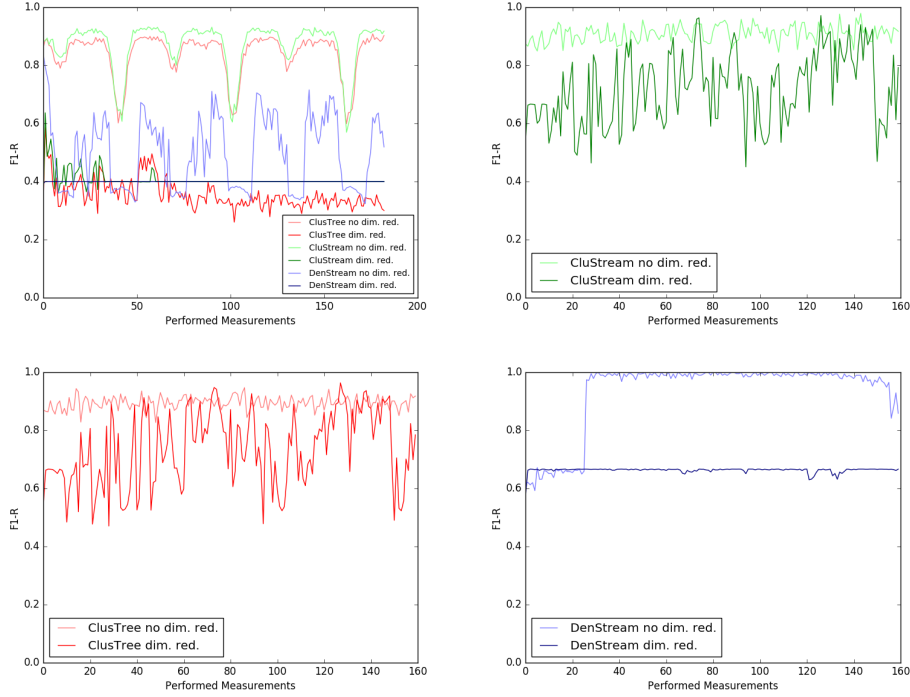 1.0
0.8
0.6
0.4
0.2
0.0
F1-R
0 50 100 150 200
Performed Measurements
ClusTree no dim. red.
ClusTree dim. red.
CluStream no dim. red.
CluStream dim. red.
DenStream no dim. red.
DenStream dim. red.
1.0
0.8
0.6
0.4
0.2
0.0
F1-R
0 20 40 60 80 100 120 140 160
Performed Measurements
CluStream no dim. red.
CluStream dim. red.
1.0
0.8
0.6
0.4
0.2
0.0
F1-R
0 20 40 60 80 100 120 140 160
Performed Measurements
ClusTree no dim. red.
ClusTree dim. red.
1.0
0.8
0.6
0.4
0.2
0.0
F1-R
0 20 40 60 80 100 120 140 160
Performed Measurements
DenStream no dim. red.
DenStream dim. red.